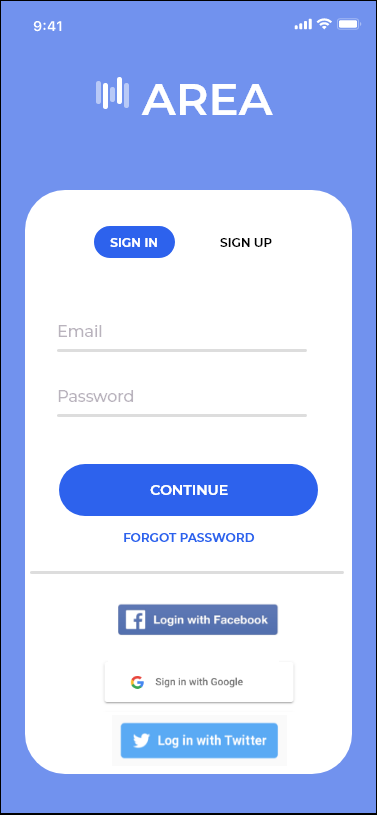 9:41
AREA
SIGN IN SIGN UP
Email
Password
CONTINUE
FORGOT PASSWORD
Login with Facebook
Sign in with Google
Log in with Twitter